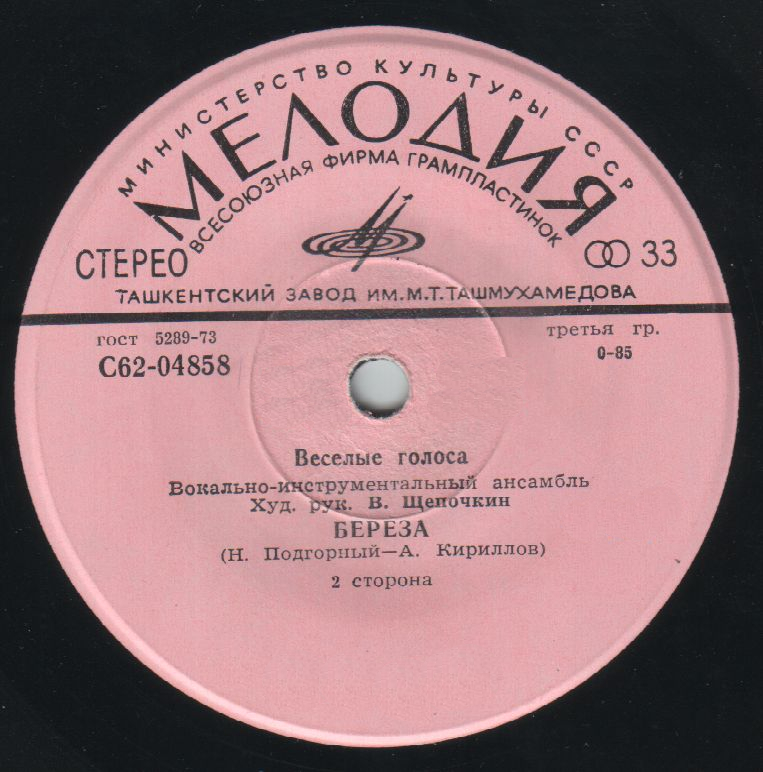 МИНИСТЕРСТВО КУЛЬТУРЫ СССР
МЕЛОДИЯ
ВСЕСОЮЗНАЯ ФИРМА ГРАМПЛАСТИНОК
СТЕРЕО 33
ТАШКЕНТСКИЙ ЗАВОД ИМ.М.Т.ТАШМУХАМЕДОВА
гост 5289-73 третья гр.
С62-04858 0-85
Веселые голоса
Вокально-инструментальный ансамбль
Худ. рук. В. Щепочкин
БЕРЕЗА
(Н. Подгорный—А. Кириллов)
2 сторона